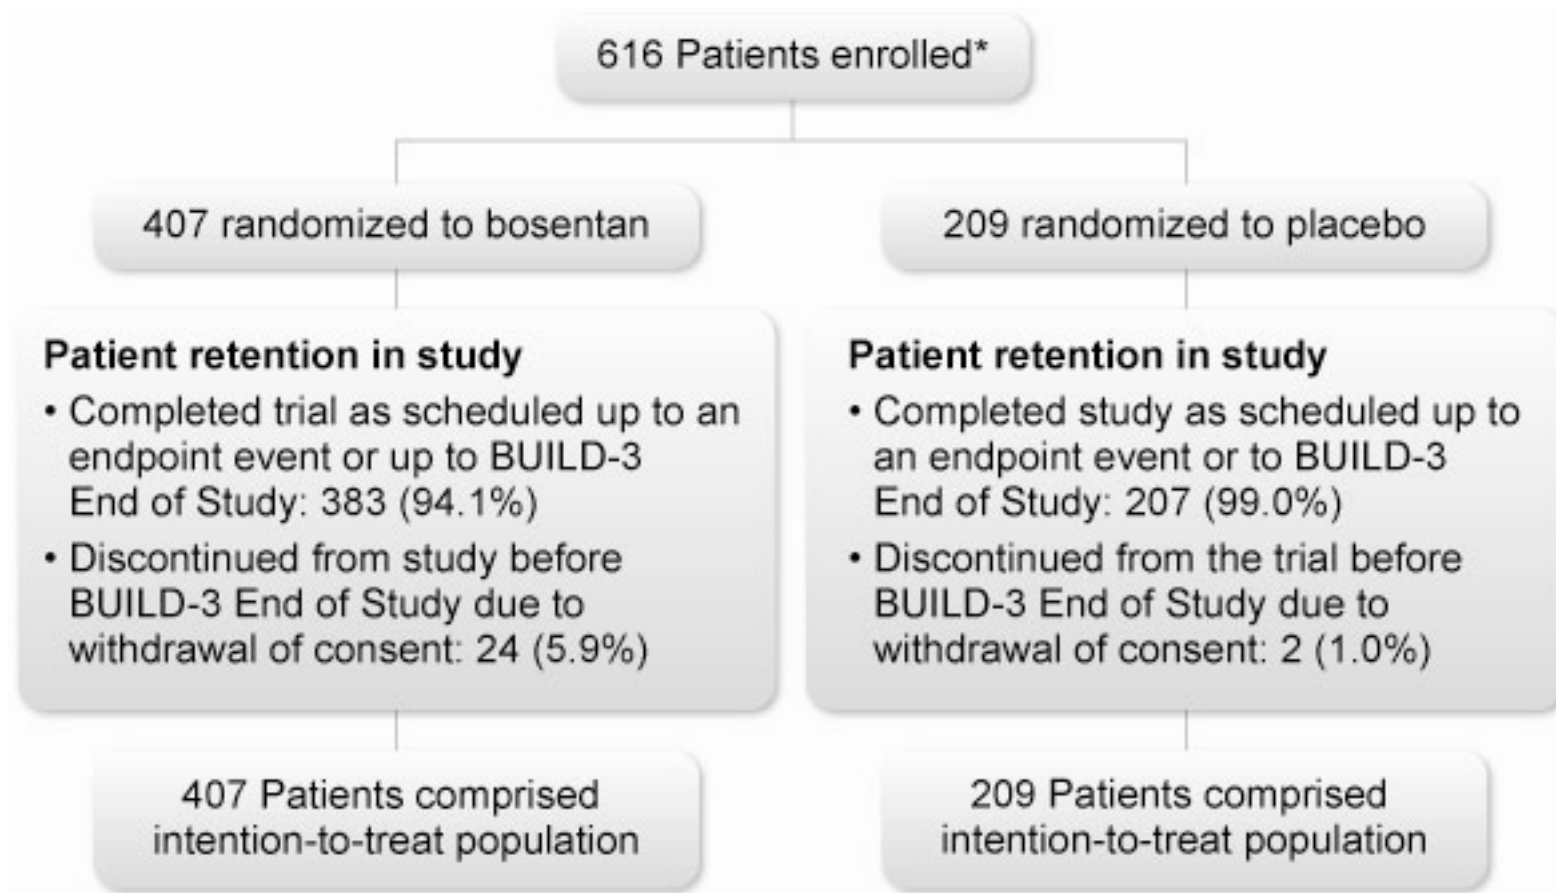 616 Patients enrolled*
407 randomized to bosentan
209 randomized to placebo
Patient retention in study
• Completed trial as scheduled up to an
endpoint event or up to BUILD-3
End of Study: 383 (94.1%)
• Discontinued from study before
BUILD-3 End of Study due to
withdrawal of consent: 24 (5.9%)
Patient retention in study
• Completed study as scheduled up to
an endpoint event or to BUILD-3
End of Study: 207 (99.0%)
• Discontinued from the trial before
BUILD-3 End of Study due to
withdrawal of consent: 2 (1.0%)
407 Patients comprised
intention-to-treat population
209 Patients comprised
intention-to-treat population